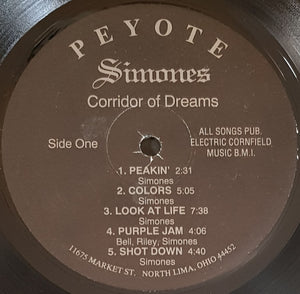 PEYOTE
Simones
Corridor of Dreams
Side One
ALL SONGS PUB.
ELECTRIC CORNFIELD
MUSIC B.M.I.
1. PEAKIN' 2:31
Simones
2. COLORS 5:05
Simones
3. LOOK AT LIFE 7:38
Simones
4. PURPLE JAM 4:06
Bell, Riley, Simones
5. SHOT DOWN 4:40
Simones
11675 MARKET ST. NORTH LIMA, OHIO 44452